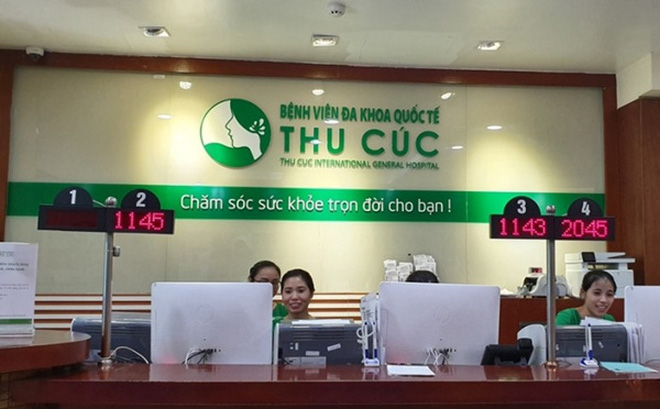 BỆNH VIỆN ĐA KHOA QUỐC TẾ
THU CÚC
THU CUC INTERNATIONAL GENERAL HOSPITAL
Chăm sóc sức khỏe trọn đời cho bạn !
1
2
1145
3
4
1143
2045